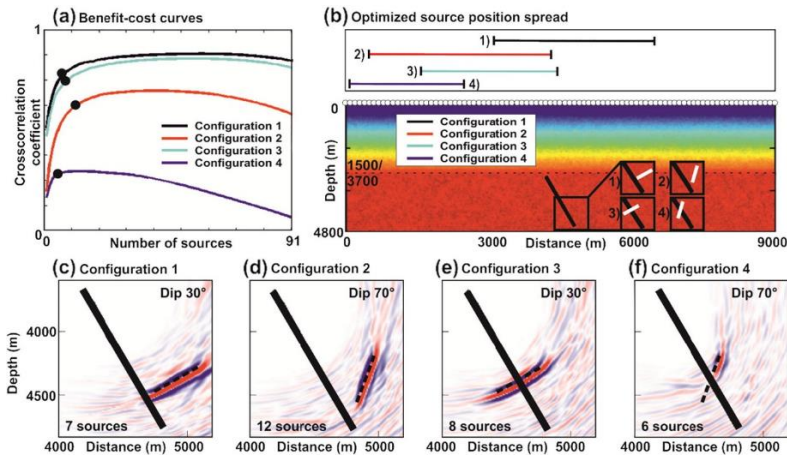 (a) Benefit-cost curves
1
Crosscorrelation
coefficient
Configuration 1
Configuration 2
Configuration 3
Configuration 4
0
0
Number of sources
91
(b) Optimized source position spread
1)
2)
3)
4)
0
Configuration 1
Configuration 2
Configuration 3
Configuration 4
Depth (m)
1500/
3700
1)
2)
3)
4)
4800
0
3000
Distance (m)
6000
9000
(c) Configuration 1
Dip 30°
Depth (m)
4000
4500
7 sources
4000
Distance (m)
5000
(d) Configuration 2
Dip 70°
12 sources
4000
Distance (m)
5000
(e) Configuration 3
Dip 30°
8 sources
4000
Distance (m)
5000
(f) Configuration 4
Dip 70°
6 sources
4000
Distance (m)
5000